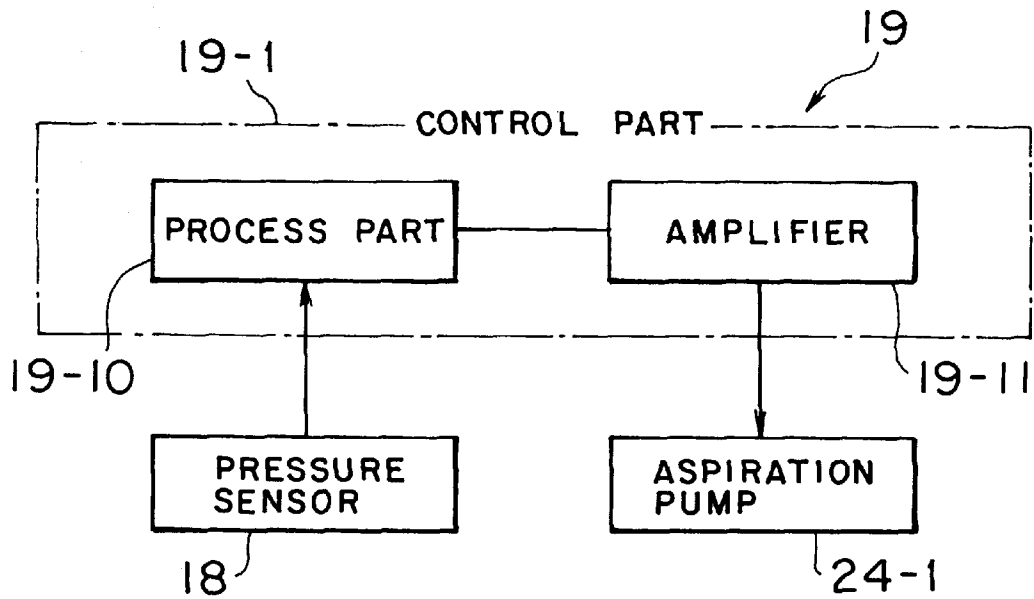 19
19-1
CONTROL PART
PROCESS PART
AMPLIFIER
19-10
19-11
PRESSURE
SENSOR
ASPIRATION
PUMP
18
24-1